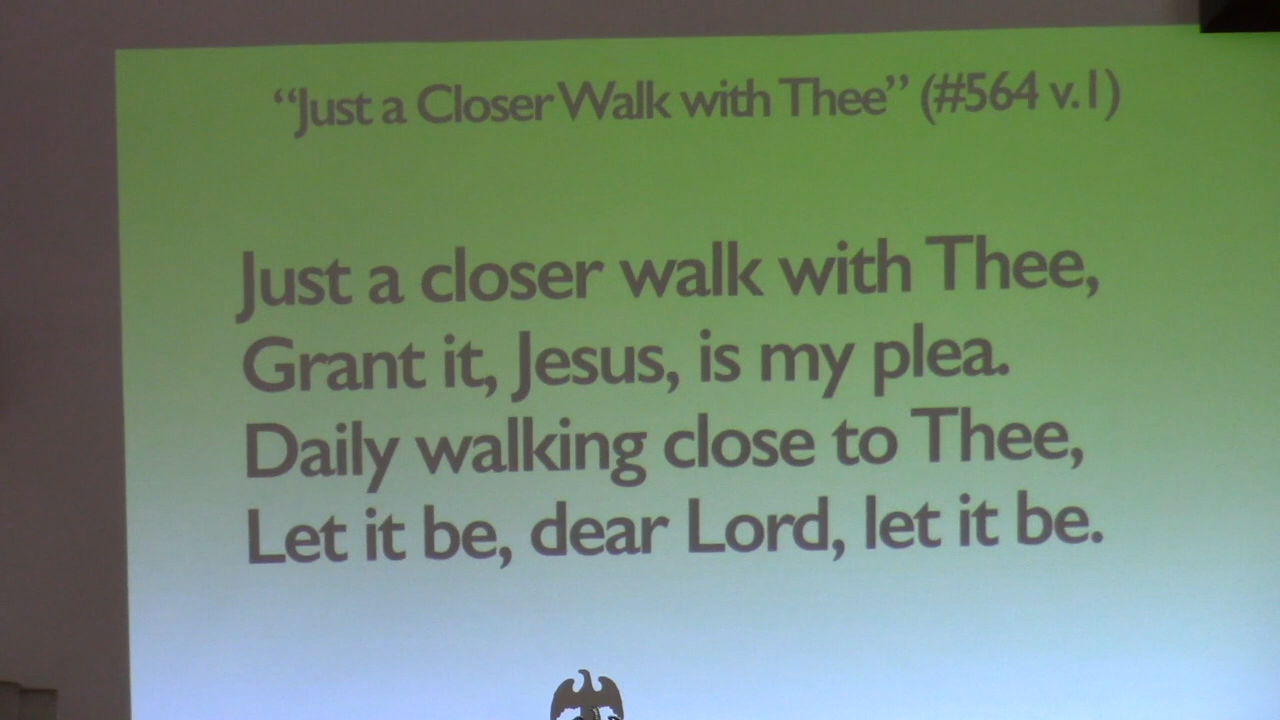 “Just a Closer Walk with Thee” (#564 v.1)
Just a closer walk with Thee,
Grant it, Jesus, is my plea.
Daily walking close to Thee,
Let it be, dear Lord, let it be.